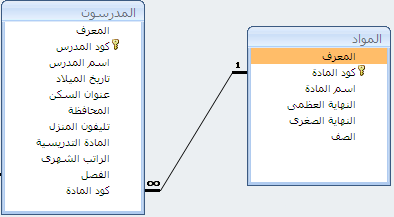 المواد
المعرف
كود المادة
اسم المادة
النهاية العظمى
النهاية الصغرى
الصف
1
∞
المدرسون
المعرف
كود المدرس
اسم المدرس
تاريخ الميلاد
عنوان السكن
المحافظة
تليفون المنزل
المادة التدريسية
الراتب الشهرى
الفصل
كود المادة